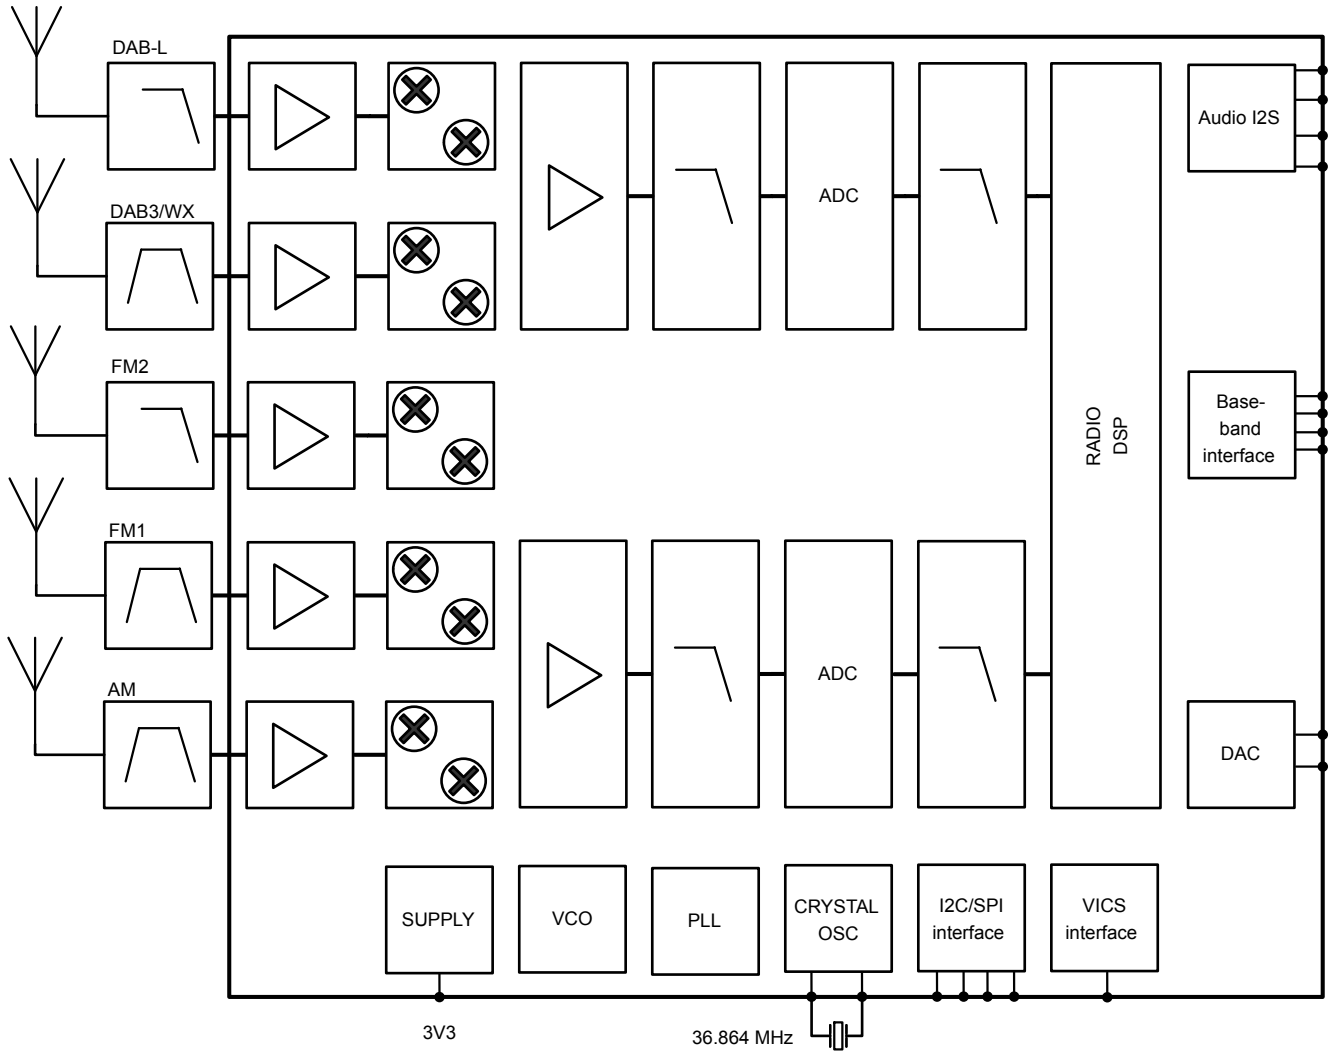 DAB-L
Audio I2S
ADC
DAB3/WX
FM2
Base-
band
interface
RADIO
DSP
FM1
ADC
AM
DAC
SUPPLY
VCO
PLL
CRYSTAL
OSC
I2C/SPI
interface
VICS
interface
3V3
36.864 MHz